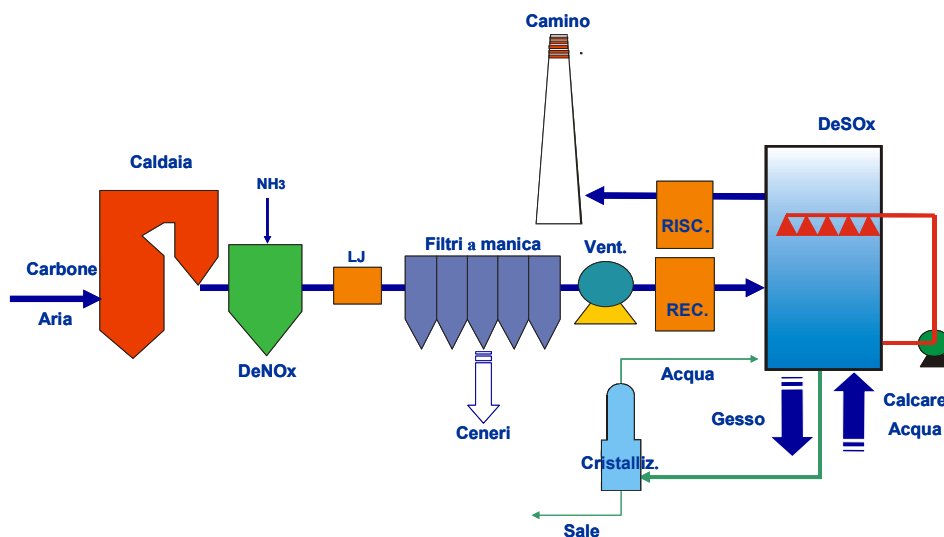 Camino
DeSOx
Caldaia
NH3
RISC.
Filtri a manica
Vent.
LJ
Carbone
Aria
REC.
DeNOx
Acqua
Calcare
Gesso
Acqua
Ceneri
Cristalliz.
Sale